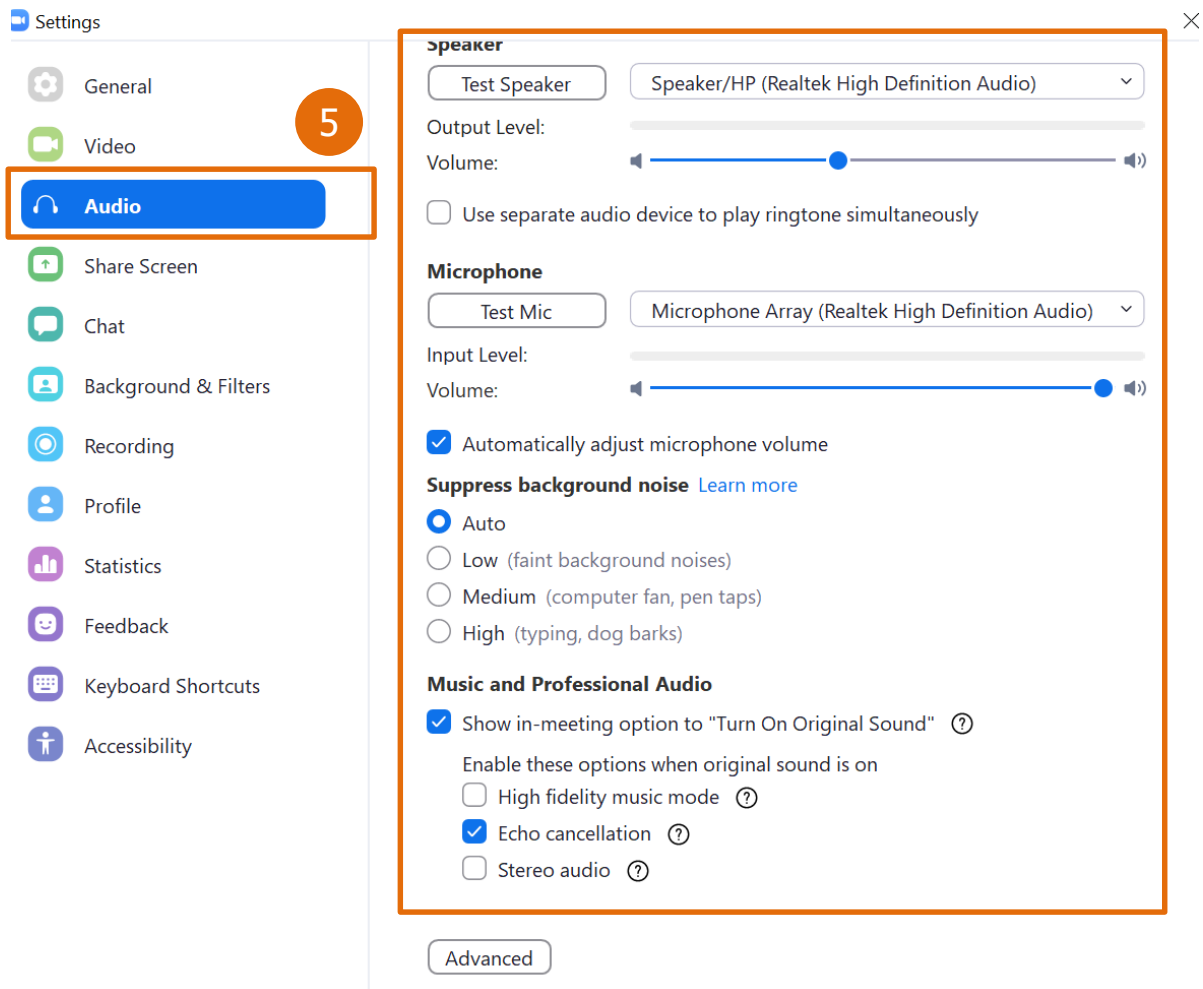 Settings
General
Video
Audio
Share Screen
Chat
Background & Filters
Recording
Profile
Statistics
Feedback
Keyboard Shortcuts
Accessibility
5
Speaker
Test Speaker Speaker/HP (Realtek High Definition Audio)
Output Level:
Volume:
Use separate audio device to play ringtone simultaneously
Microphone
Test Mic Microphone Array (Realtek High Definition Audio)
Input Level:
Volume:
Automatically adjust microphone volume
Suppress background noise Learn more
Auto
Low (faint background noises)
Medium (computer fan, pen taps)
High (typing, dog barks)
Music and Professional Audio
Show in-meeting option to "Turn On Original Sound" ?
Enable these options when original sound is on
High fidelity music mode ?
Echo cancellation ?
Stereo audio ?
Advanced